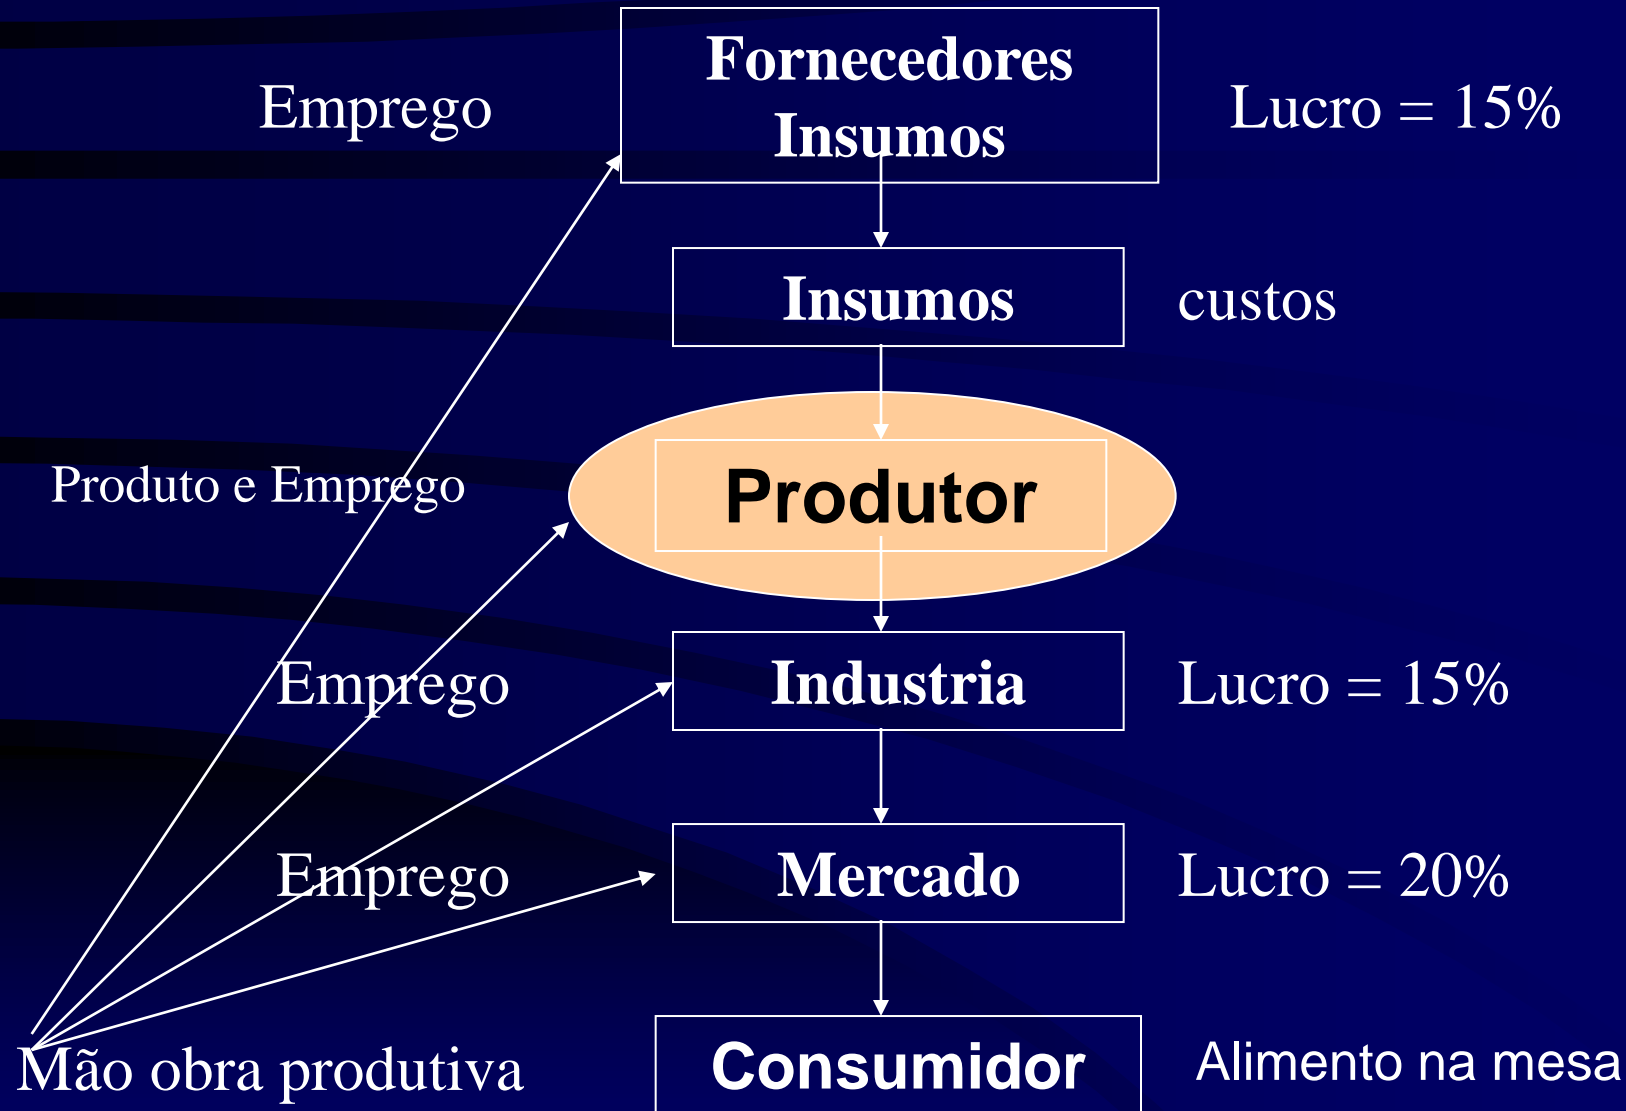 Fornecedores
Insumos
Emprego
Lucro = 15%
Insumos
custos
Produto e Emprego
Produtor
Emprego
Industria
Lucro = 15%
Emprego
Mercado
Lucro = 20%
Mão obra produtiva
Consumidor
Alimento na mesa